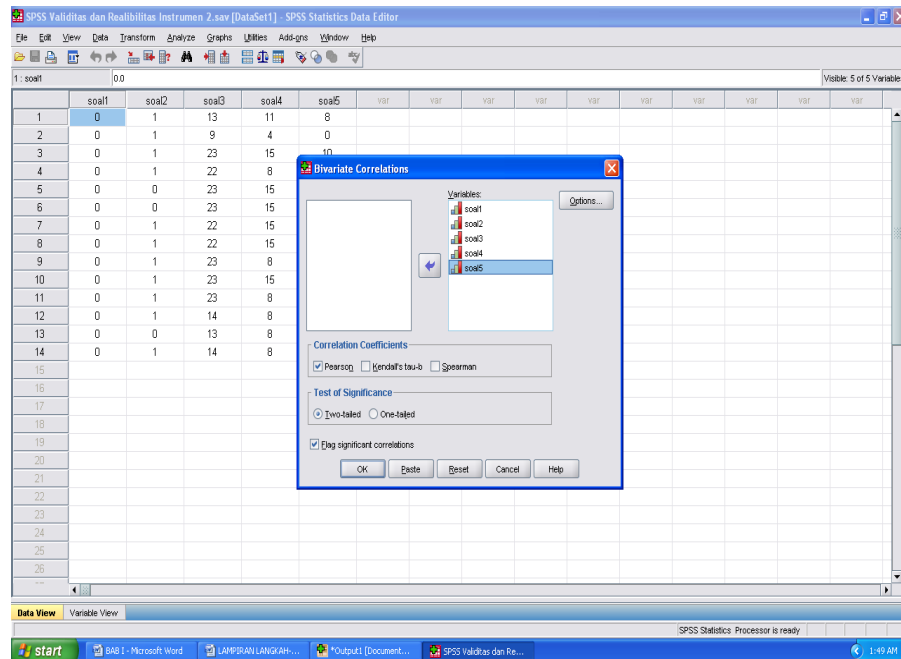 SPSS Validitas dan Realibilitas Instrumen 2.sav [DataSet1] - SPSS Statistics Data Editor
File Edit View Data Transform Analyze Graphs Utilities Add-ons Window Help
1 : soal1 0.0 Visible: 5 of 5 Variable
soal1 soal2 soal3 soal4 soal5 var var var var var var var var var
1 0 1 13 11 8
2 0 1 9 4 0
3 0 1 23 15 10
4 0 1 22 8
5 0 0 23 15
6 0 0 23 15
7 0 1 22 15
8 0 1 22 15
9 0 1 23 8
10 0 1 23 15
11 0 1 23 8
12 0 1 14 8
13 0 0 13 8
14 0 1 14 8
15
16
17
18
19
20
21
22
23
24
25
26
Bivariate Correlations
Variables:
soal1
soal2
soal3
soal4
soal5
Options...
Correlation Coefficients
Pearson Kendall's tau-b Spearman
Test of Significance
Two-tailed One-tailed
Flag significant correlations
OK Paste Reset Cancel Help
Data View Variable View
SPSS Statistics Processor is ready
start BAB I - Microsoft Word LAMPIRAN LANGKAH-... *Output1 [Document... SPSS Validitas dan Re... 1:49 AM